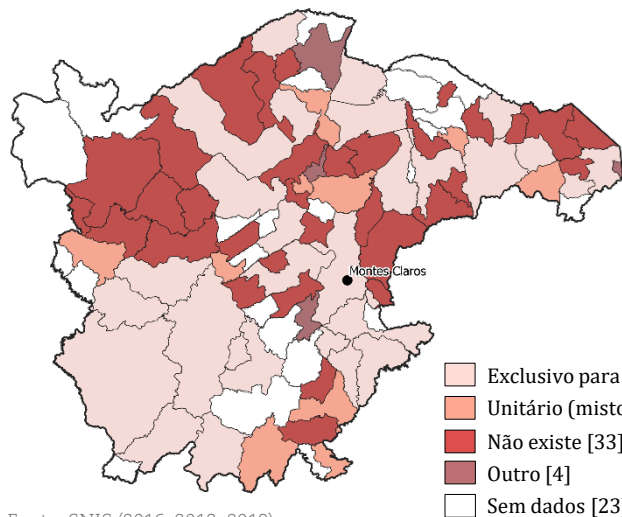 Montes Claros
Exclusivo para
Unitário (misto
Não existe [33]
Outro [4]
Sem dados [23]